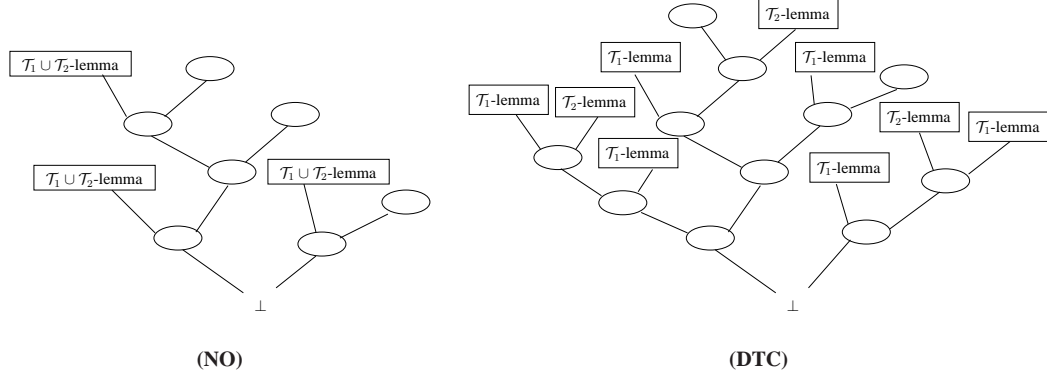 𝒯₁ ∪ 𝒯₂-lemma
𝒯₁ ∪ 𝒯₂-lemma
𝒯₁ ∪ 𝒯₂-lemma
⊥
(NO)
𝒯₂-lemma
𝒯₁-lemma
𝒯₁-lemma
𝒯₁-lemma
𝒯₂-lemma
𝒯₂-lemma
𝒯₁-lemma
𝒯₁-lemma
𝒯₁-lemma
⊥
(DTC)